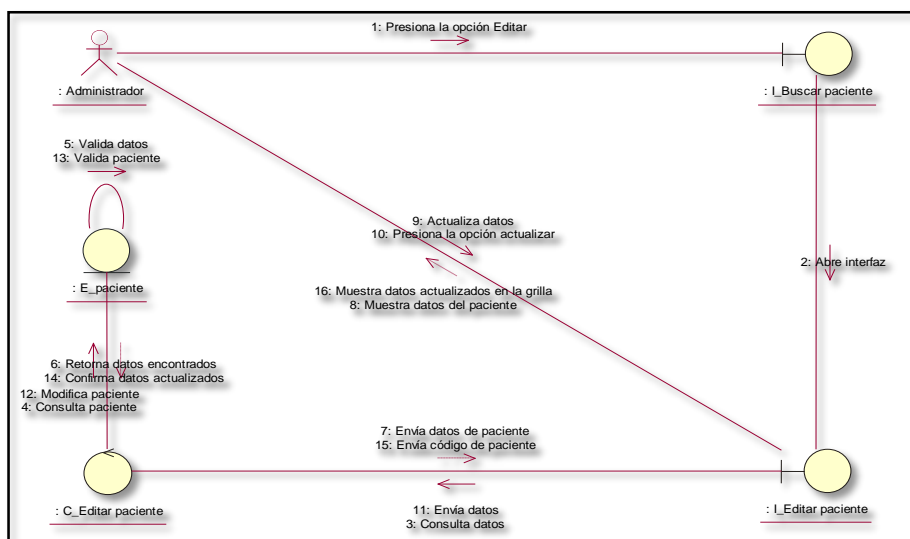 1: Presiona la opción Editar
: Administrador
: I_Buscar paciente
5: Valida datos
13: Valida paciente
9: Actualiza datos
10: Presiona la opción actualizar
2: Abre interfaz
: E_paciente
16: Muestra datos actualizados en la grilla
8: Muestra datos del paciente
6: Retorna datos encontrados
14: Confirma datos actualizados
12: Modifica paciente
4: Consulta paciente
7: Envía datos de paciente
15: Envía código de paciente
: C_Editar paciente
11: Envía datos
3: Consulta datos
: I_Editar paciente